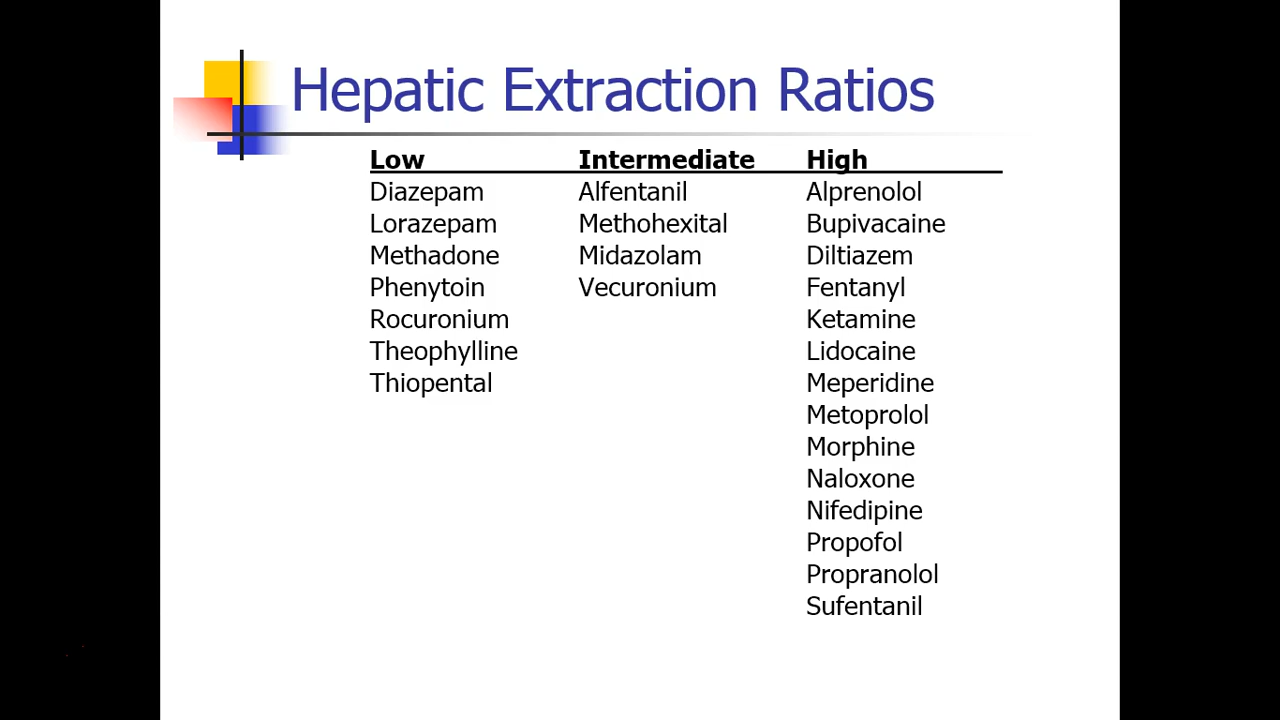 Hepatic Extraction Ratios
Low Intermediate High
Diazepam Alfentanil Alprenolol
Lorazepam Methohexital Bupivacaine
Methadone Midazolam Diltiazem
Phenytoin Vecuronium Fentanyl
Rocuronium Ketamine
Theophylline Lidocaine
Thiopental Meperidine
Metoprolol
Morphine
Naloxone
Nifedipine
Propofol
Propranolol
Sufentanil